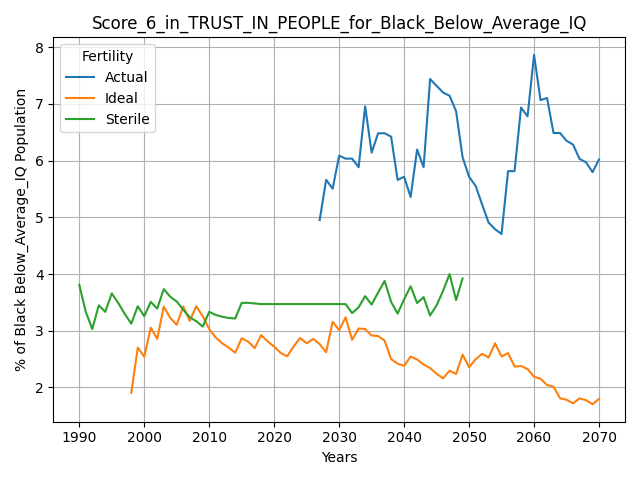 Score_6_in_TRUST_IN_PEOPLE_for_Black_Below_Average_IQ
Fertility
Actual
Ideal
Sterile
% of Black Below_Average_IQ Population
8
7
6
5
4
3
2
1990 2000 2010 2020 2030 2040 2050 2060 2070
Years